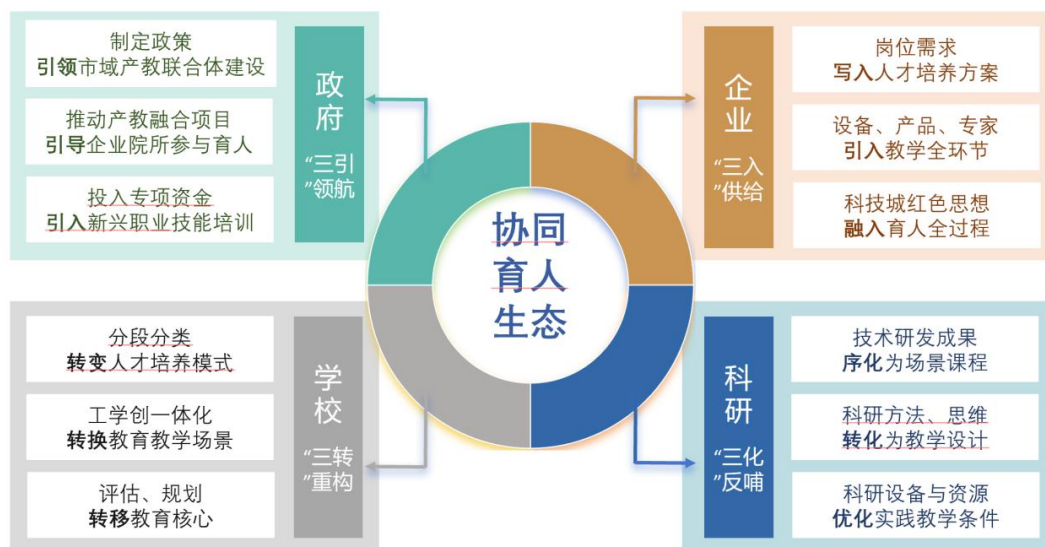 制定政策
引领市域产教联合体建设
推动产教融合项目
引导企业院所参与育人
投入专项资金
引入新兴职业技能培训
政府
“三引
”领航
企业
“三入
”供给
岗位需求
写入人才培养方案
设备、产品、专家
引入教学全环节
科技城红色思想
融入育人全过程
协同
育人
生态
分段分类
转变人才培养模式
工学创一体化
转换教育教学场景
评估、规划
转移教育核心
学校
“三转
”重构
科研
“三化
”反哺
技术研发成果
序化为场景课程
科研方法、思维
转化为教学设计
科研设备与资源
优化实践教学条件